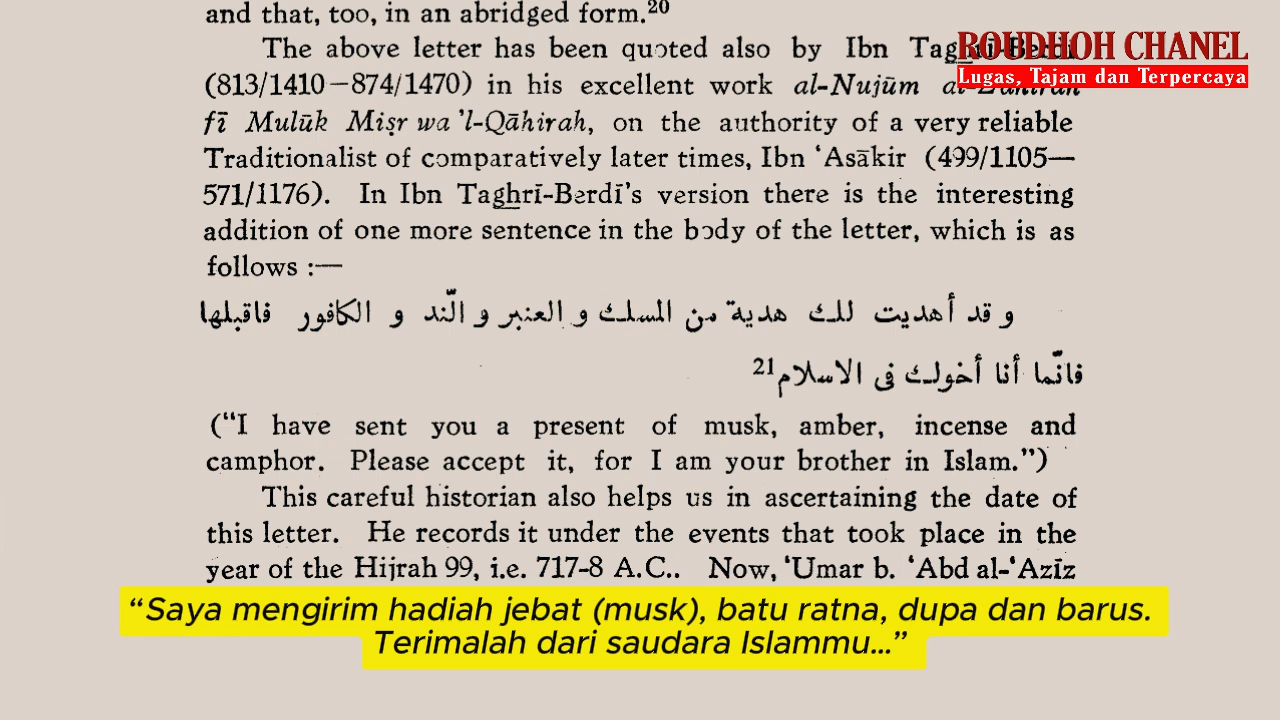 and that, too, in an abridged form.20
ROUDHOH CHANEL
Lugas, Tajam dan Terpercaya
The above letter has been quoted also by Ibn
(813/1410—874/1470) in his excellent work al-Nujūm
fī Mulūk Miṣr wa 'l-Qāhirah, on the authority of a very reliable
Traditionalist of comparatively later times, Ibn ‘Asākir (499/1105—
571/1176). In Ibn Taghrī-Berdī's version there is the interesting
addition of one more sentence in the body of the letter, which is as
follows :—
و قد أهديت لك هدية من المسك و العنبر و النّد و الكافور فاقبلها
فانّما أنا أخوك فى الاسلام21
(“I have sent you a present of musk, amber, incense and
camphor. Please accept it, for I am your brother in Islam.”)
This careful historian also helps us in ascertaining the date of
this letter. He records it under the events that took place in the
year of the Hijrah 99, i.e. 717-8 A.C.. Now, ‘Umar b. ‘Abd al-‘Azīz
“Saya mengirim hadiah jebat (musk), batu ratna, dupa dan barus.
Terimalah dari saudara Islammu...”